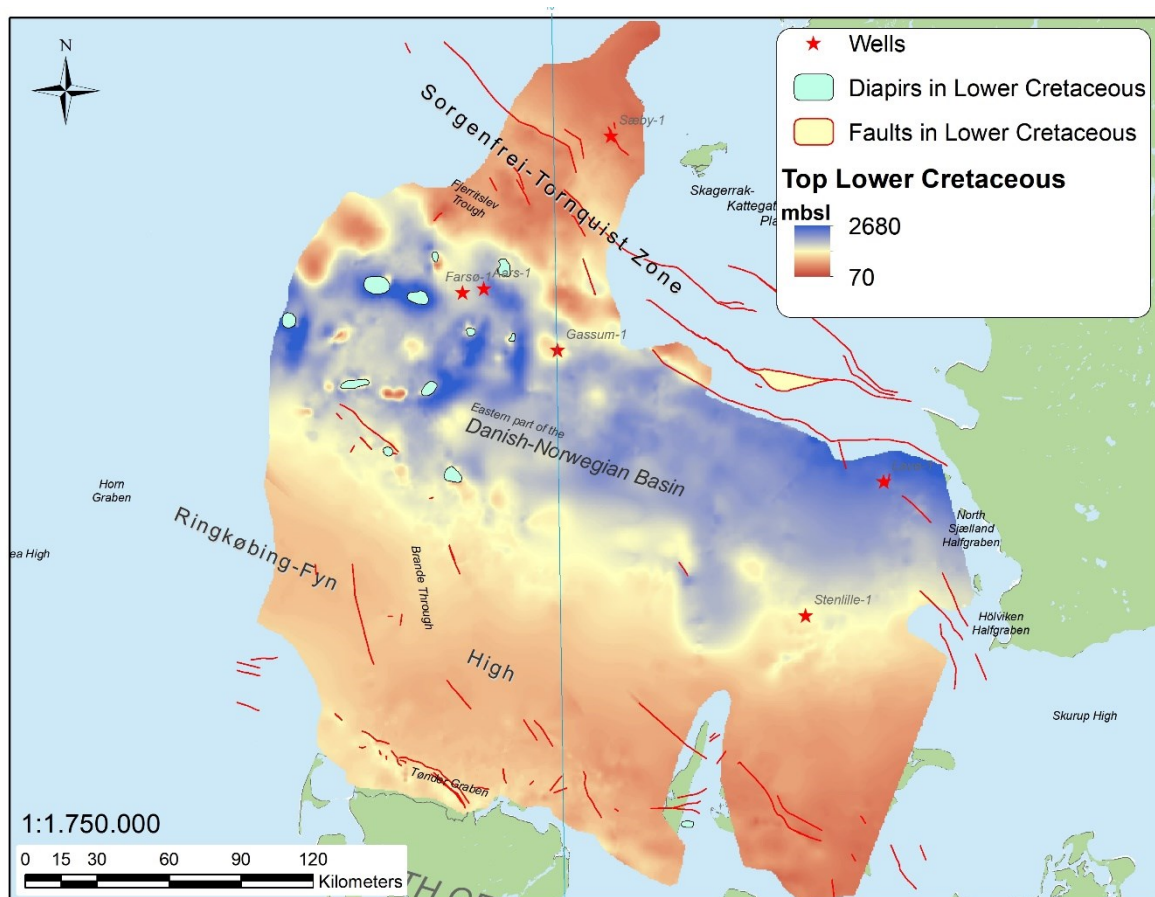 N
Wells
Diapirs in Lower Cretaceous
Faults in Lower Cretaceous
Top Lower Cretaceous
mbsl
2680
70
Sorgenfrei-Tornquist Zone
Sæby-1
Skagerrak-
Kattegat
Pla
Fjerritslev
Trough
Farsø-1
Aars-1
Gassum-1
Eastern part of the
Danish-Norwegian Basin
Horn
Graben
ea High
Ringkøbing-Fyn
High
Brande Through
North
Sjælland
Halfgraben
Stenlille-1
Hölviken
Halfgraben
Skurup High
Tønder Graben
1:1.750.000
0 15 30 60 90 120
Kilometers